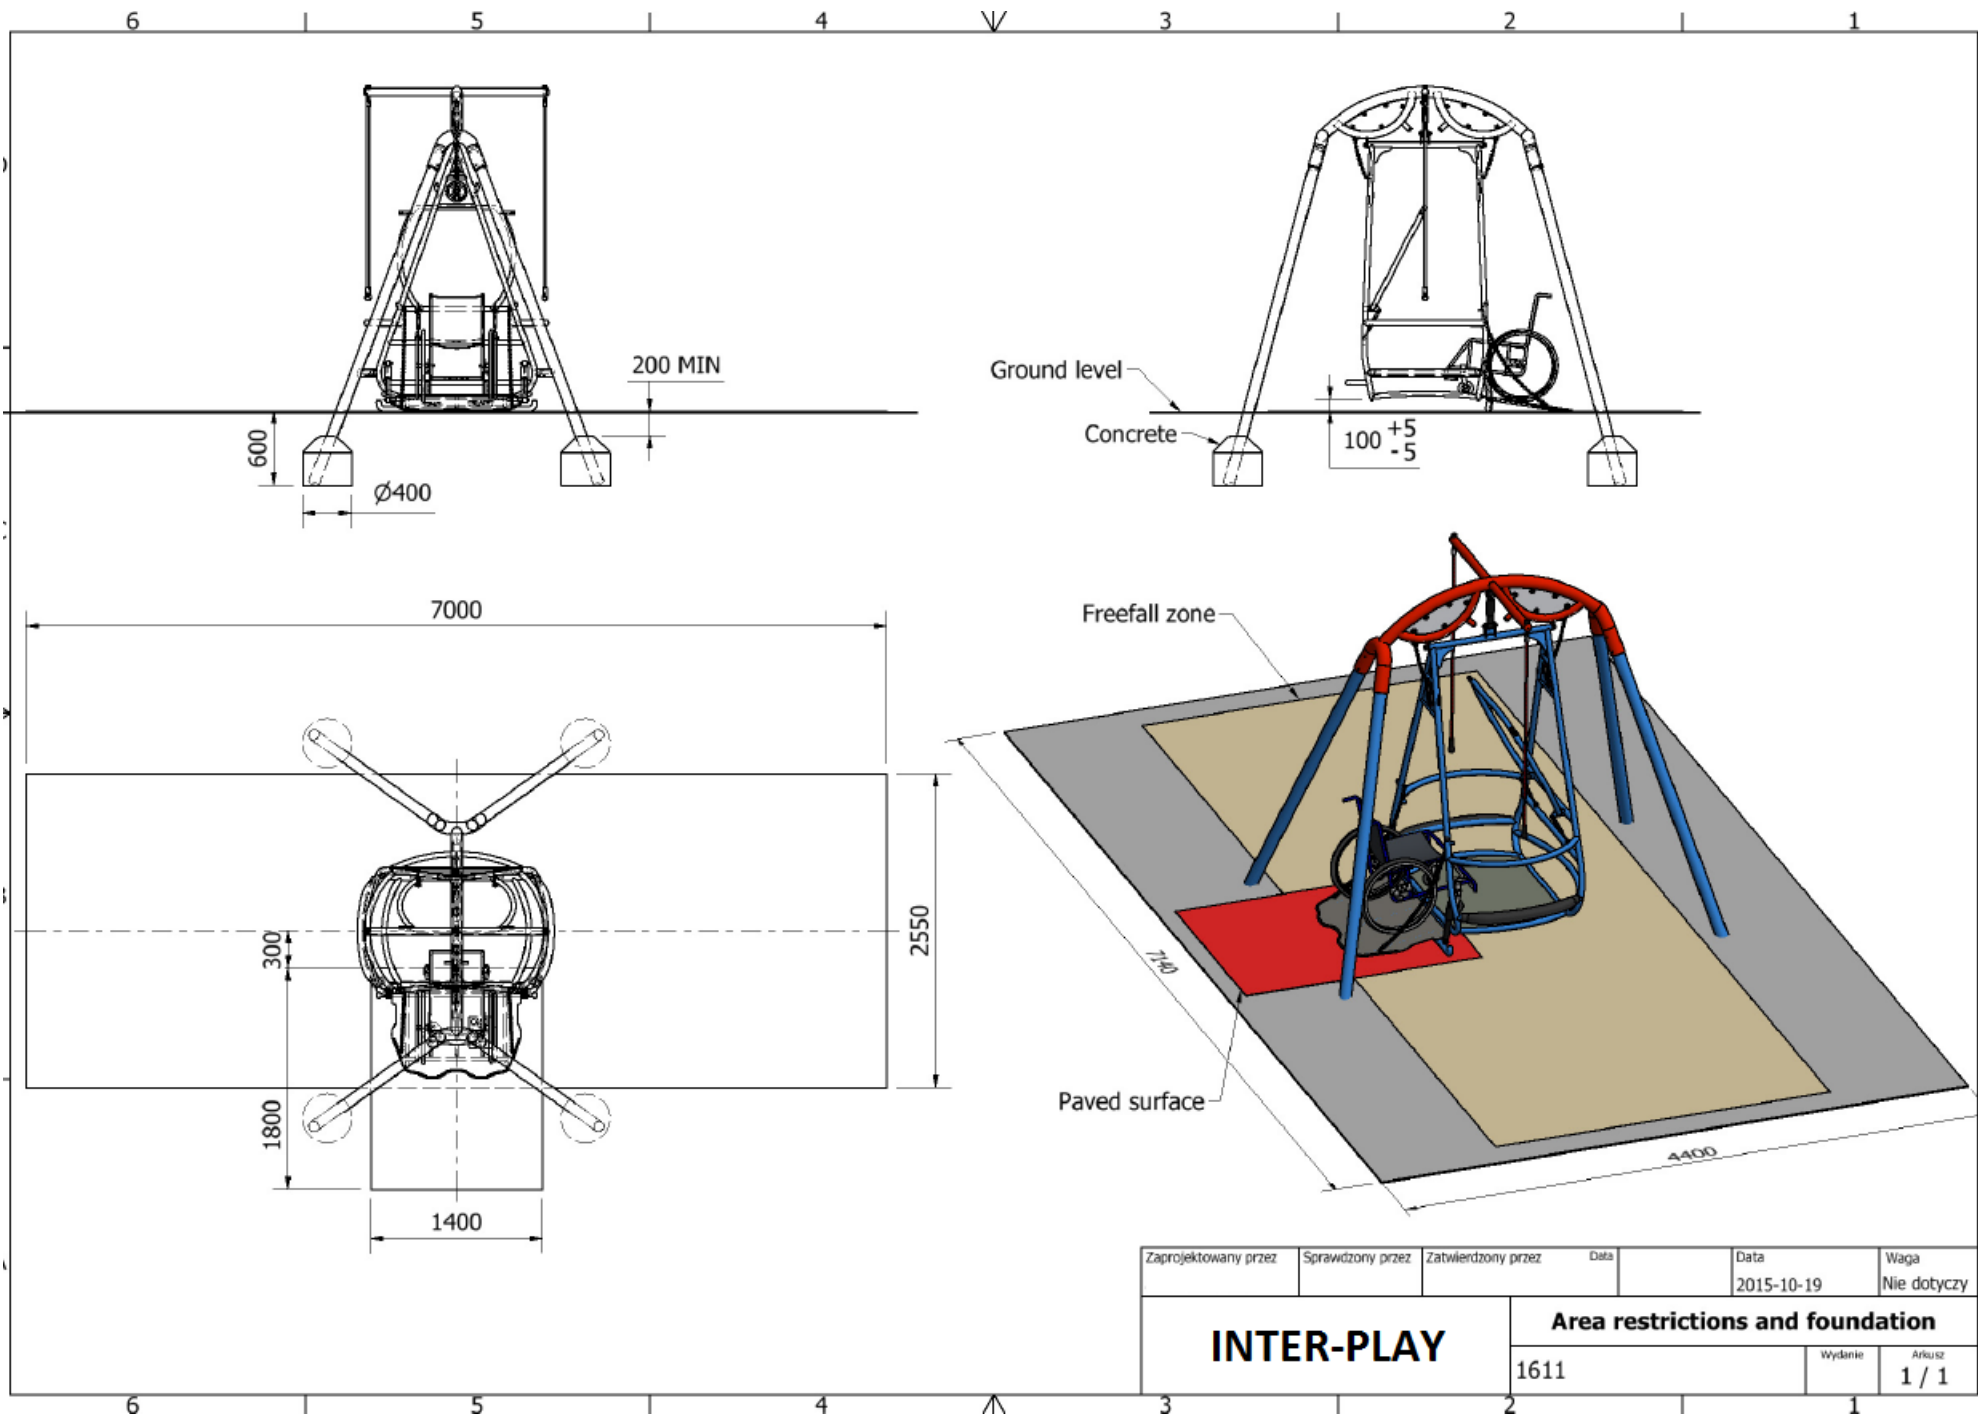 6 5 4 3 2 1
200 MIN
600
Ø400
Ground level
Concrete
100 +5 -5
7000
Freefall zone
2550
300
1800
1400
7140
Paved surface
4400
Zaprojektowany przez Sprawdzony przez Zatwierdzony przez Data Data Waga
2015-10-19 Nie dotyczy
INTER-PLAY
Area restrictions and foundation
Wydanie Arkusz
1611 1 / 1
6 5 4 3 2 1